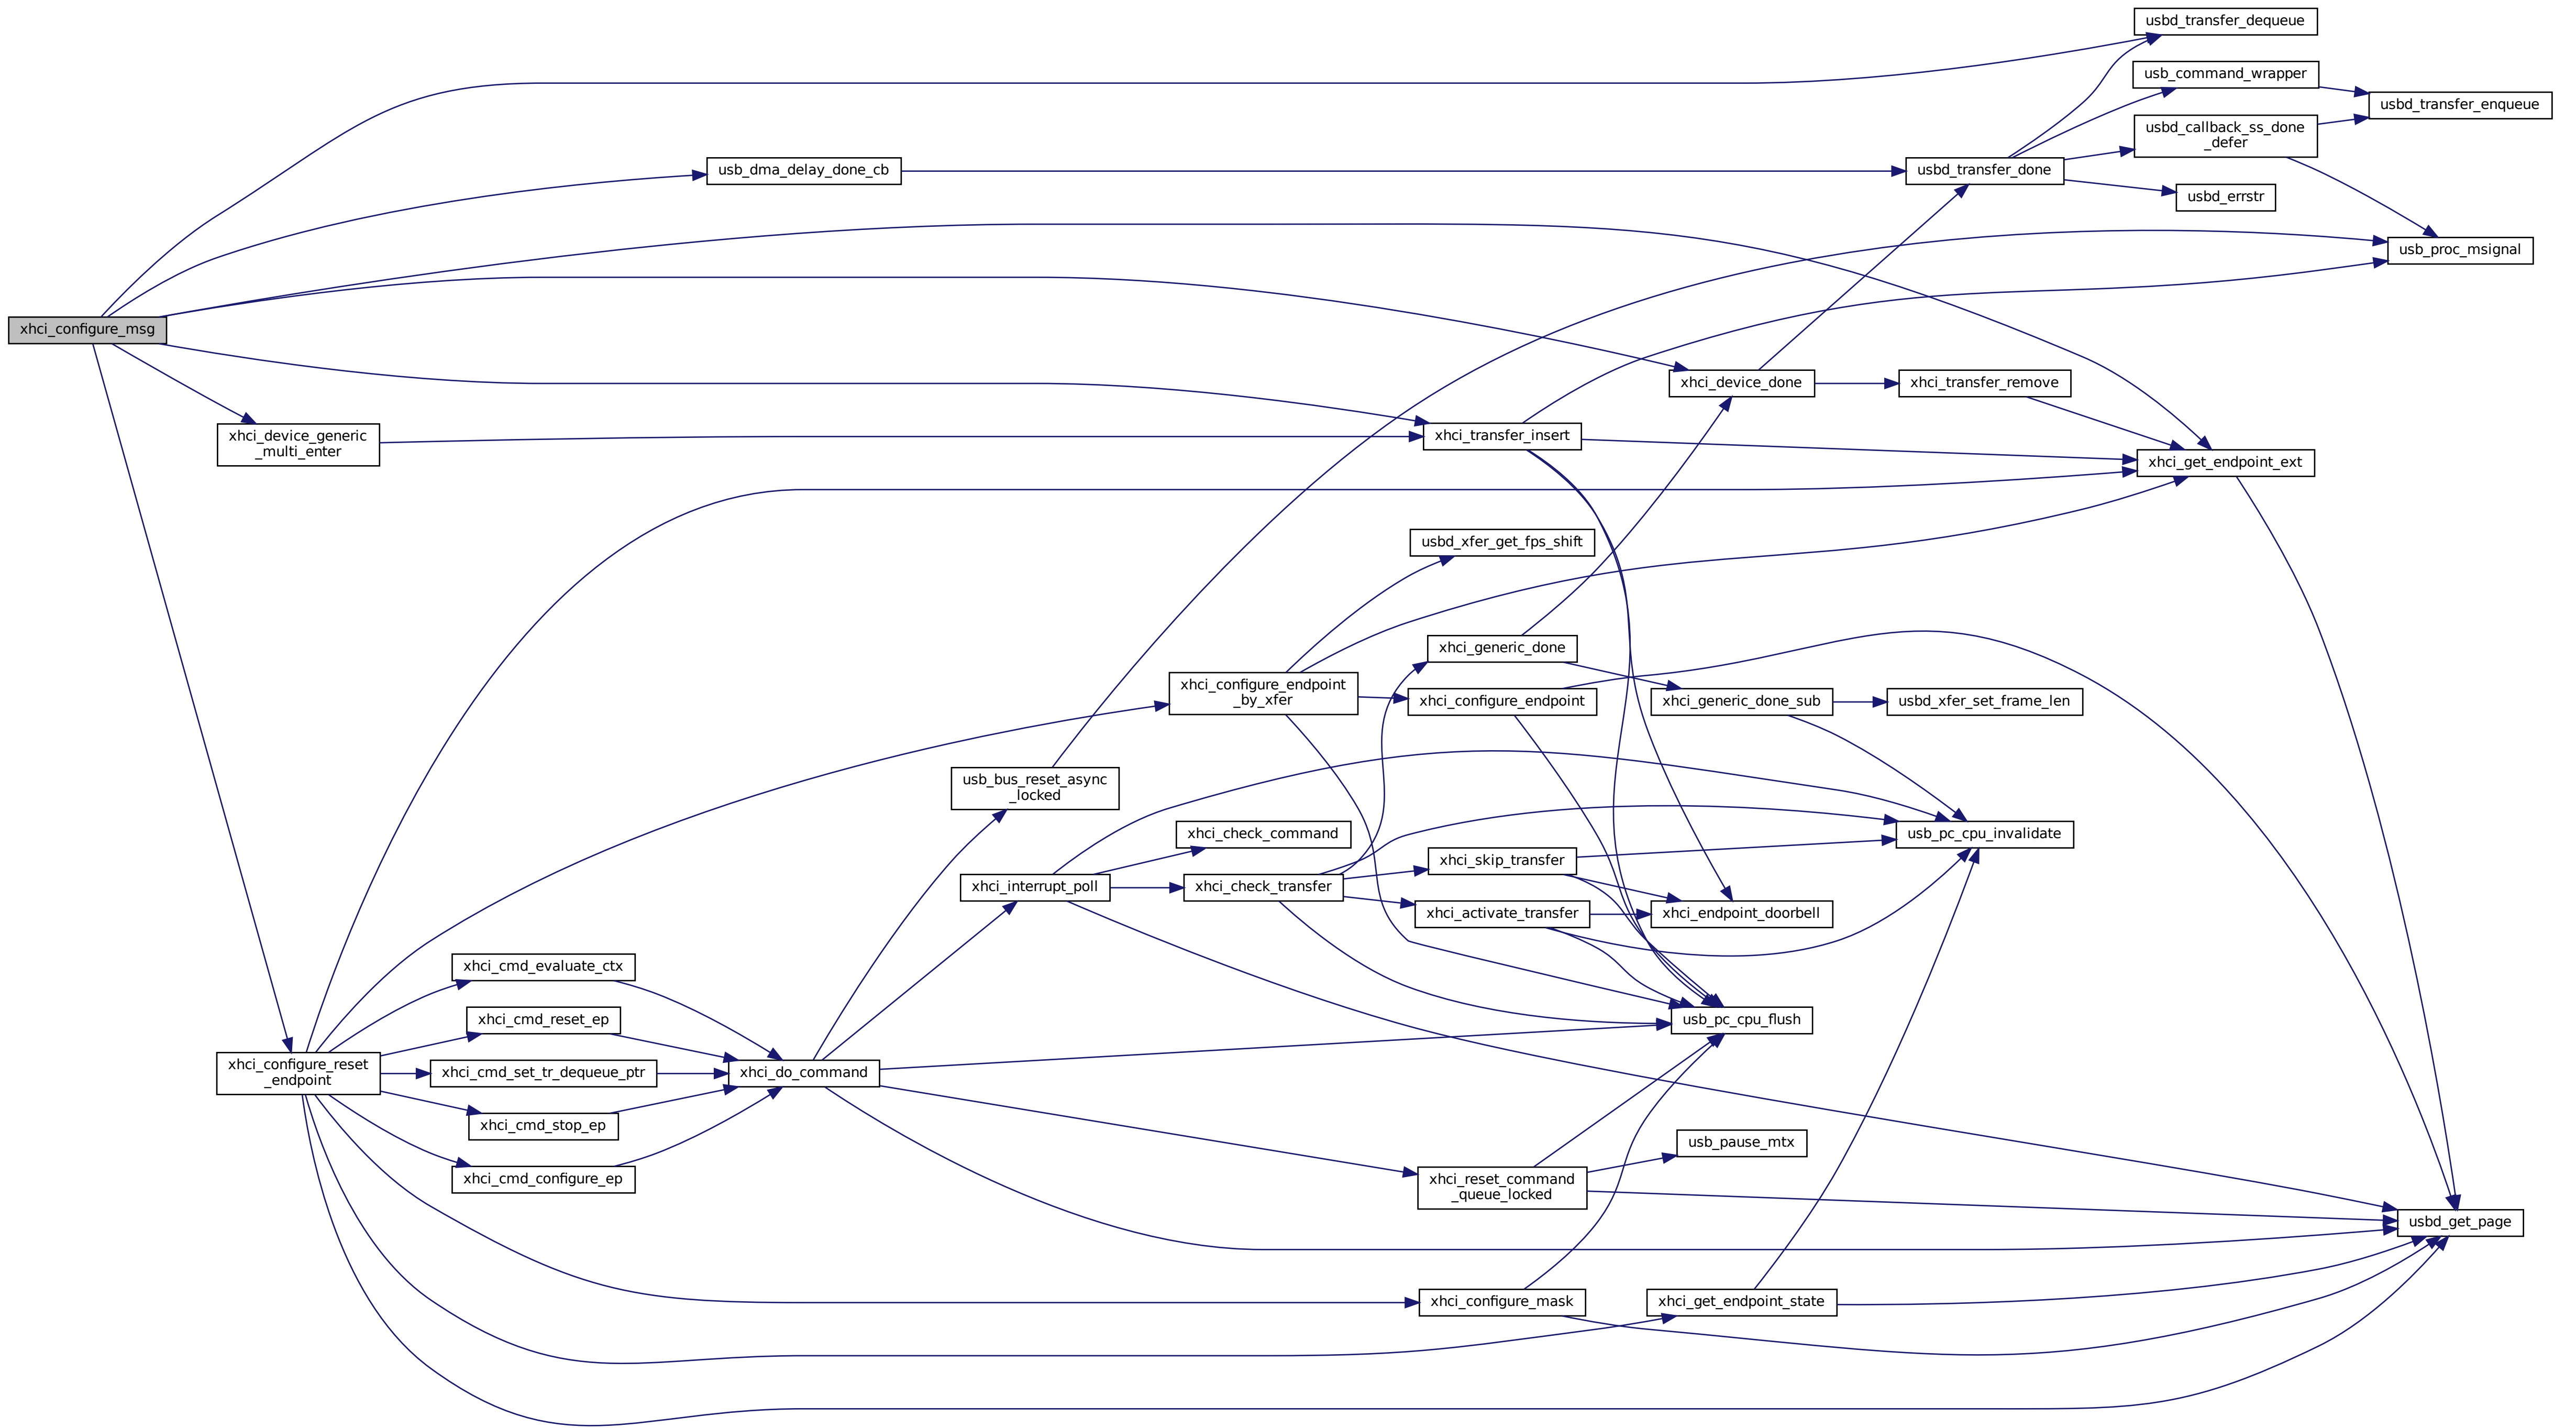 usbd_transfer_dequeue
usb_command_wrapper
usbd_transfer_enqueue
usbd_callback_ss_done
_defer
usb_dma_delay_done_cb
usbd_transfer_done
usbd_errstr
usb_proc_msignal
xhci_configure_msg
xhci_device_done
xhci_transfer_remove
xhci_device_generic
_multi_enter
xhci_transfer_insert
xhci_get_endpoint_ext
usbd_xfer_get_fps_shift
xhci_generic_done
xhci_configure_endpoint
_by_xfer
xhci_configure_endpoint
xhci_generic_done_sub
usbd_xfer_set_frame_len
usb_bus_reset_async
_locked
xhci_check_command
usb_pc_cpu_invalidate
xhci_skip_transfer
xhci_interrupt_poll
xhci_check_transfer
xhci_activate_transfer
xhci_endpoint_doorbell
xhci_cmd_evaluate_ctx
xhci_cmd_reset_ep
usb_pc_cpu_flush
xhci_configure_reset
_endpoint
xhci_cmd_set_tr_dequeue_ptr
xhci_do_command
xhci_cmd_stop_ep
usb_pause_mtx
xhci_cmd_configure_ep
xhci_reset_command
_queue_locked
usbd_get_page
xhci_configure_mask
xhci_get_endpoint_state